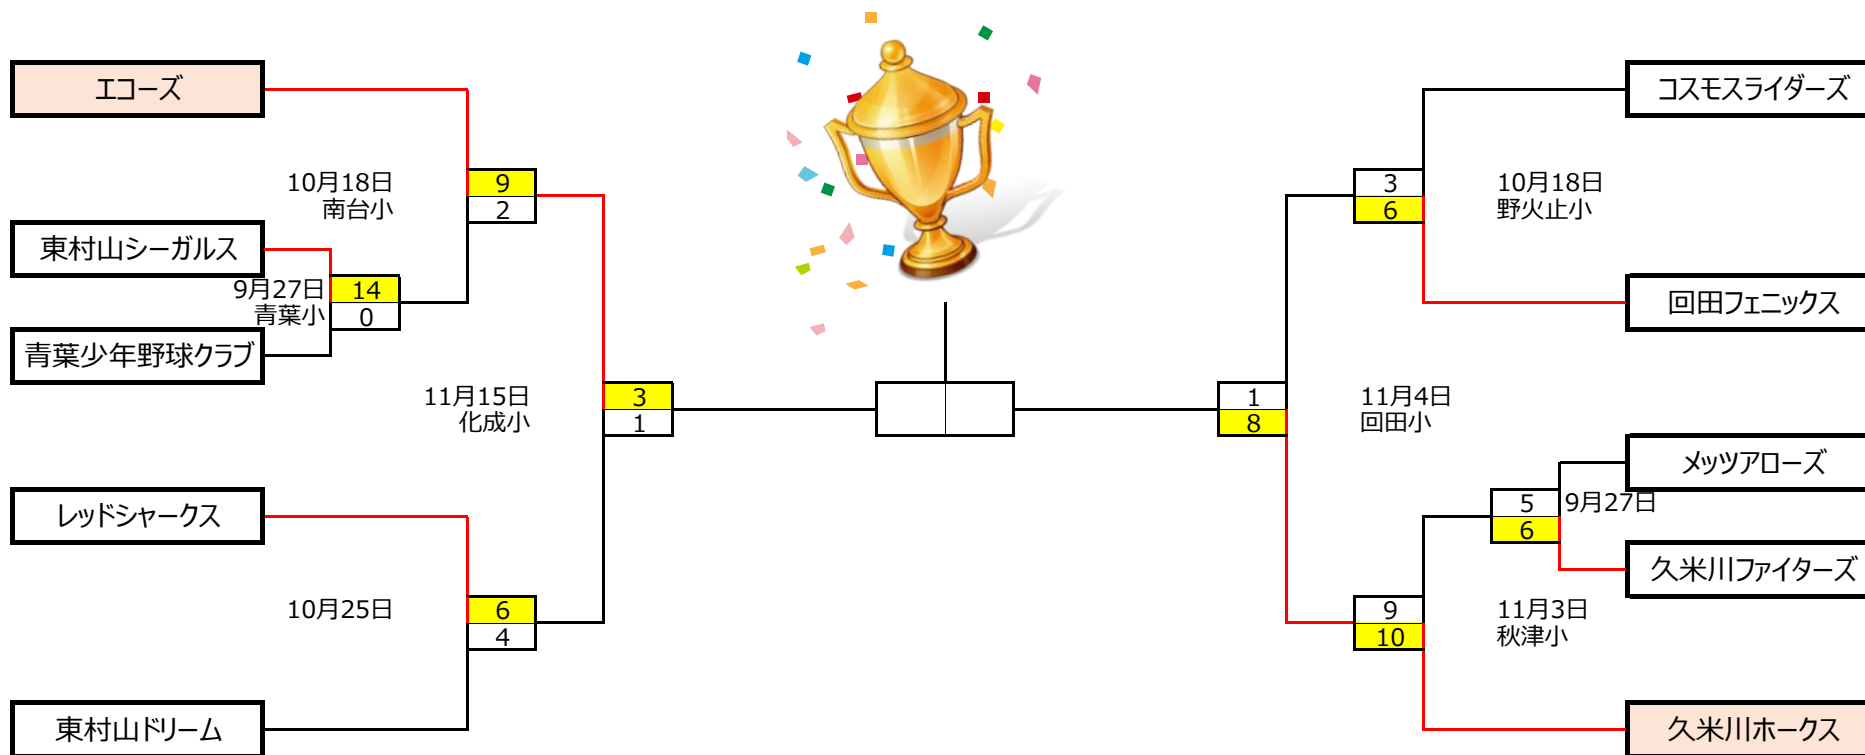 エコーズ
コスモスライダーズ
10月18日
南台小
9
2
3
6
10月18日
野火止小
東村山シーガルス
9月27日
青葉小
14
0
回田フェニックス
青葉少年野球クラブ
11月15日
化成小
3
1
1
8
11月4日
回田小
メッツアローズ
レッドシャークス
5
6
9月27日
久米川ファイターズ
10月25日
6
4
9
10
11月3日
秋津小
東村山ドリーム
久米川ホークス